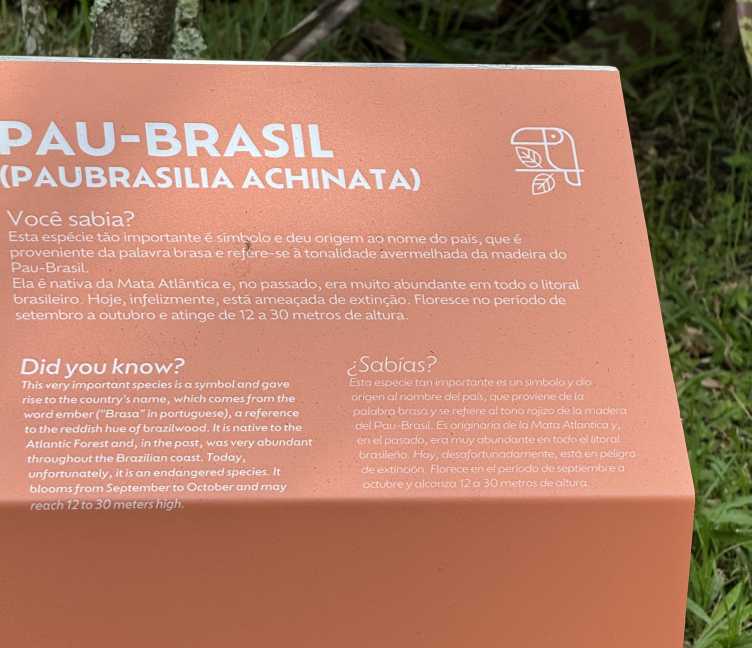 PAU-BRASIL
(PAUBRASILIA ACHINATA)
Você sabia?
Esta espécie tão importante é símbolo e deu origem ao nome do país, que é
proveniente da palavra brasa e refere-se à tonalidade avermelhada da madeira do
Pau-Brasil.
Ela é nativa da Mata Atlântica e, no passado, era muito abundante em todo o litoral
brasileiro. Hoje, infelizmente, está ameaçada de extinção. Floresce no período de
setembro a outubro e atinge de 12 a 30 metros de altura.
Did you know?
This very important species is a symbol and gave
rise to the country's name, which comes from the
word ember ("Brasa" in portuguese), a reference
to the reddish hue of brazilwood. It is native to the
Atlantic Forest and, in the past, was very abundant
throughout the Brazilian coast. Today,
unfortunately, it is an endangered species. It
blooms from September to October and may
reach 12 to 30 meters high.
¿Sabías?
Esta especie tan importante es un símbolo y dio
origen al nombre del país, que proviene de la
palabra brasa y se refiere al tono rojizo de la madera
del Pau-Brasil. Es originaria de la Mata Atlantica y,
en el pasado, era muy abundante en todo el litoral
brasileño. Hoy, desafortunadamente, está en peligro
de extinción. Florece en el período de septiembre a
octubre y alcanza 12 a 30 metros de altura.